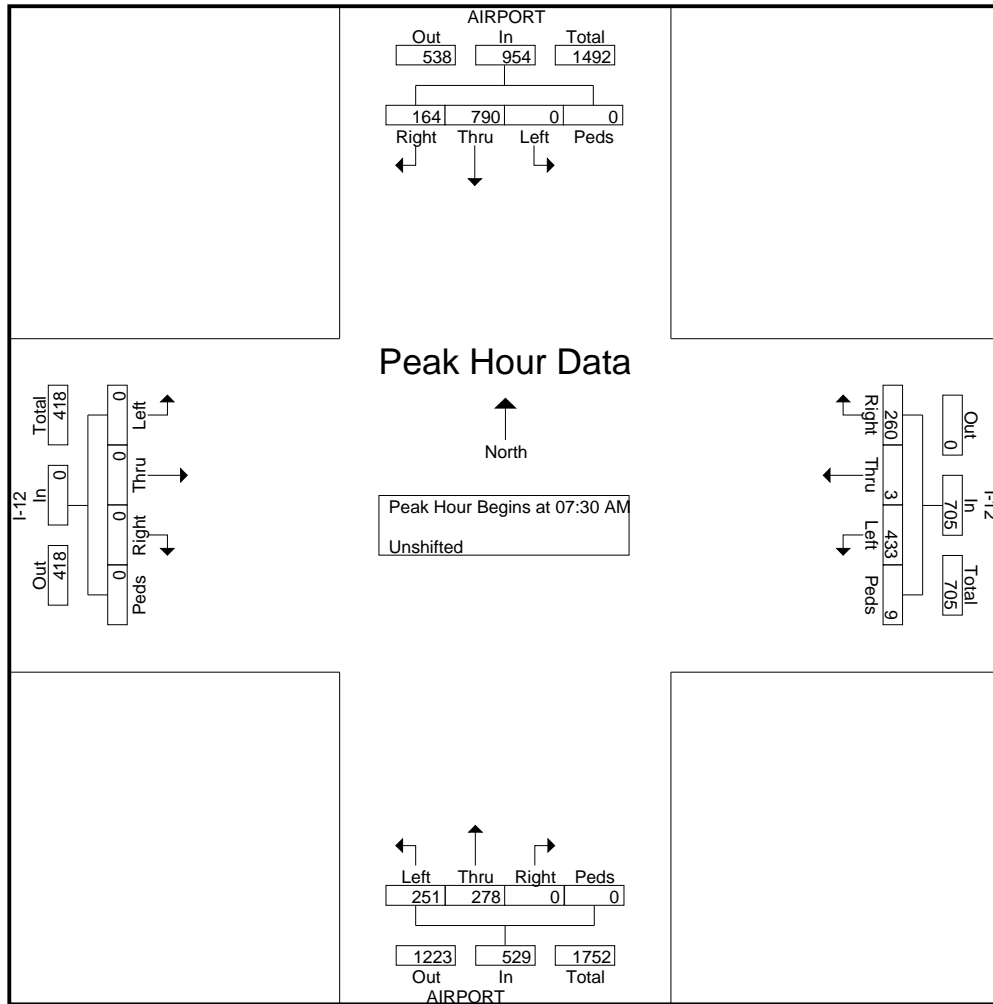 AIRPORT
Out In Total
538 954 1492
164 790 0 0
Right Thru Left Peds
Peak Hour Data
North
Peak Hour Begins at 07:30 AM
Unshifted
I-12
Total In Out
418 0 418
0 0 0 0
Left Thru Right Peds
Right Thru Left Peds
260 3 433 9
Out In Total
0 705 705
I-12
Left Thru Right Peds
251 278 0 0
1223 529 1752
Out In Total
AIRPORT